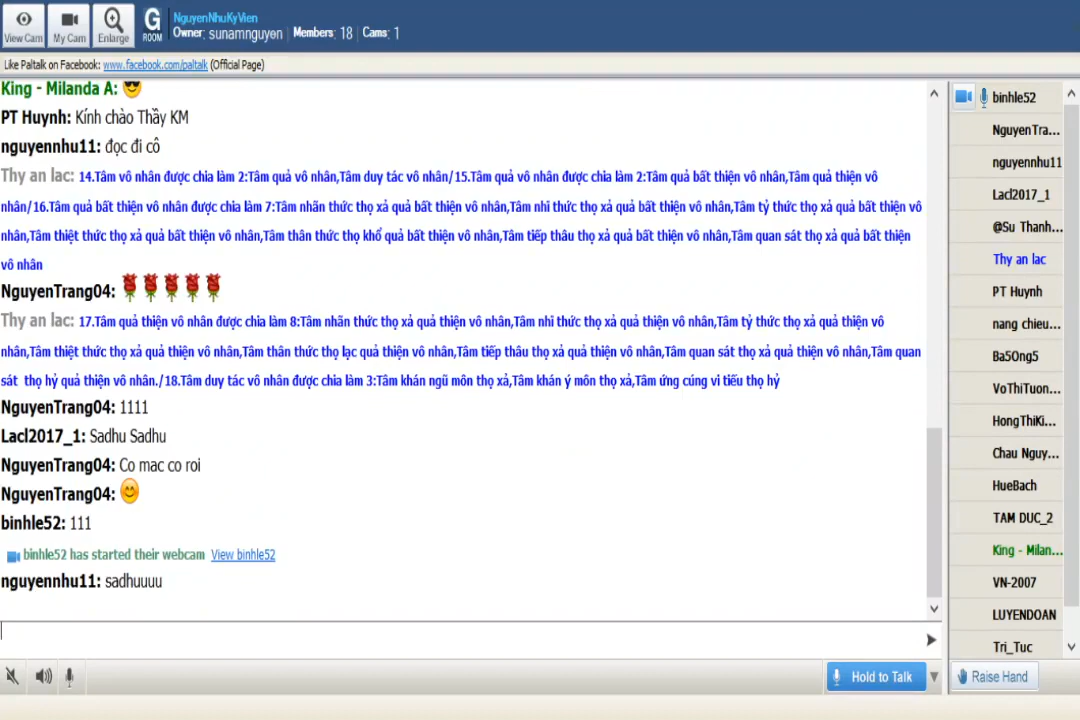 View Cam
My Cam
Enlarge
G
ROOM
NguyenNhuKyVien
Owner: sunamnguyen Members: 18 Cams: 1
Like Paltalk on Facebook: www.facebook.com/paltalk (Official Page)
King - Milanda A:
PT Huynh: Kính chào Thầy KM
nguyennhu11: đọc đi cô
Thy an lac: 14.Tâm vô nhân được chia làm 2:Tâm quả vô nhân,Tâm duy tác vô nhân/15.Tâm quả vô nhân được chia làm 2:Tâm quả bất thiện vô nhân,Tâm quả thiện vô
nhân/16.Tâm quả bất thiện vô nhân được chia làm 7:Tâm nhãn thức thọ xả quả bất thiện vô nhân,Tâm nhĩ thức thọ xả quả bất thiện vô nhân,Tâm tỷ thức thọ xả quả bất thiện vô
nhân,Tâm thiệt thức thọ xả quả bất thiện vô nhân,Tâm thân thức thọ khổ quả bất thiện vô nhân,Tâm tiếp thâu thọ xả quả bất thiện vô nhân,Tâm quan sát thọ xả quả bất thiện
vô nhân
NguyenTrang04:
Thy an lac: 17.Tâm quả thiện vô nhân được chia làm 8:Tâm nhãn thức thọ xả quả thiện vô nhân,Tâm nhĩ thức thọ xả quả thiện vô nhân,Tâm tỷ thức thọ xả quả thiện vô
nhân,Tâm thiệt thức thọ xả quả thiện vô nhân,Tâm thân thức thọ lạc quả thiện vô nhân,Tâm tiếp thâu thọ xả quả thiện vô nhân,Tâm quan sát thọ xả quả thiện vô nhân,Tâm quan
sát thọ hỷ quả thiện vô nhân./18.Tâm duy tác vô nhân được chia làm 3:Tâm khán ngũ môn thọ xả,Tâm khán ý môn thọ xả,Tâm ứng cúng vi tiếu thọ hỷ
NguyenTrang04: 1111
Lacl2017_1: Sadhu Sadhu
NguyenTrang04: Co mac co roi
NguyenTrang04:
binhle52: 111
binhle52 has started their webcam View binhle52
nguyennhu11: sadhuuuu
binhle52
NguyenTra...
nguyennhu11
Lacl2017_1
@Su Thanh...
Thy an lac
PT Huynh
nang chieu...
Ba5Ong5
VoThiTuon...
HongThiKi...
Chau Nguy...
HueBach
TAM DUC_2
King - Milan...
VN-2007
LUYENDOAN
Tri_Tuc
Hold to Talk
Raise Hand